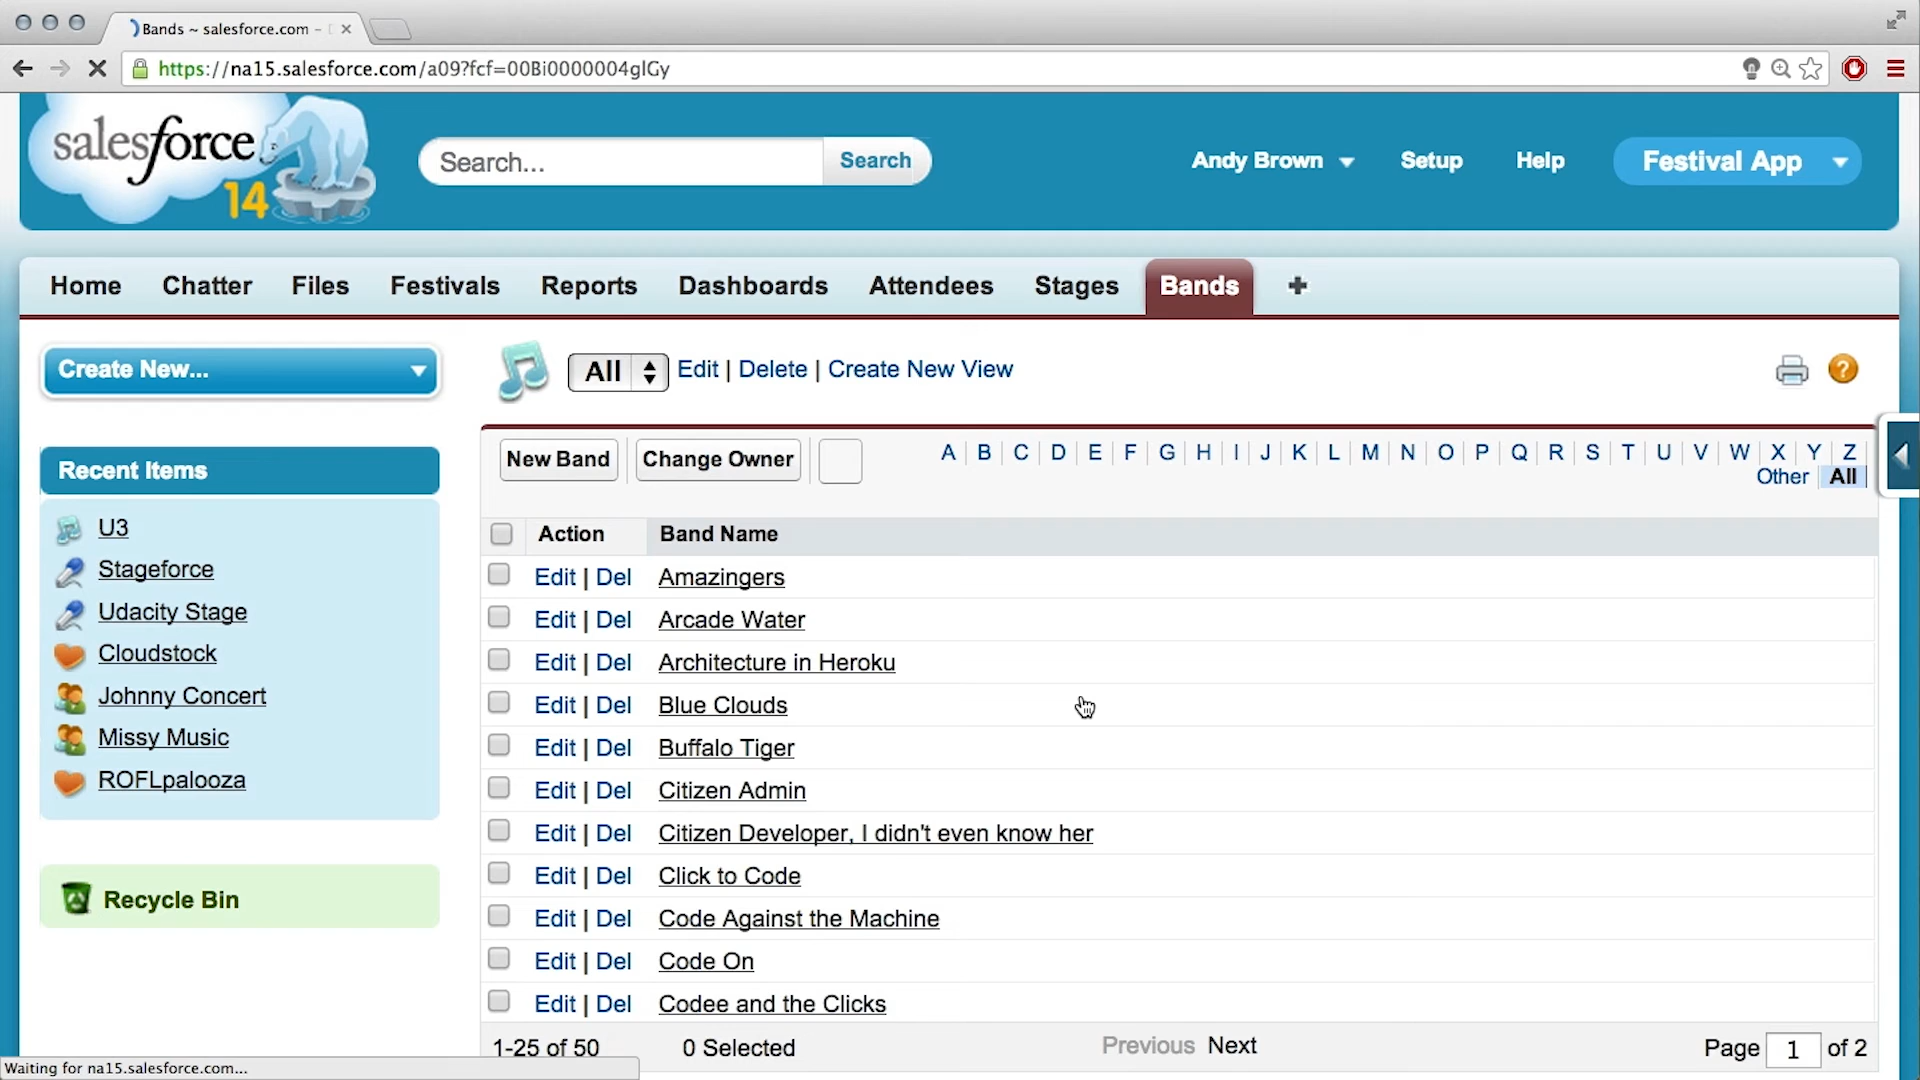 Bands ~ salesforce.com –
https://na15.salesforce.com/a09?fcf=00Bi0000004glGy
salesforce
14
Search...
Search
Andy Brown
Setup
Help
Festival App
Home
Chatter
Files
Festivals
Reports
Dashboards
Attendees
Stages
Bands
Create New...
All
Edit | Delete | Create New View
Recent Items
U3
Stageforce
Udacity Stage
Cloudstock
Johnny Concert
Missy Music
ROFLpalooza
Recycle Bin
New Band
Change Owner
A | B | C | D | E | F | G | H | I | J | K | L | M | N | O | P | Q | R | S | T | U | V | W | X | Y | Z |
Other | All
Action Band Name
Edit | Del Amazingers
Edit | Del Arcade Water
Edit | Del Architecture in Heroku
Edit | Del Blue Clouds
Edit | Del Buffalo Tiger
Edit | Del Citizen Admin
Edit | Del Citizen Developer, I didn't even know her
Edit | Del Click to Code
Edit | Del Code Against the Machine
Edit | Del Code On
Edit | Del Codee and the Clicks
1-25 of 50
0 Selected
Previous Next
Page 1 of 2
Waiting for na15.salesforce.com...